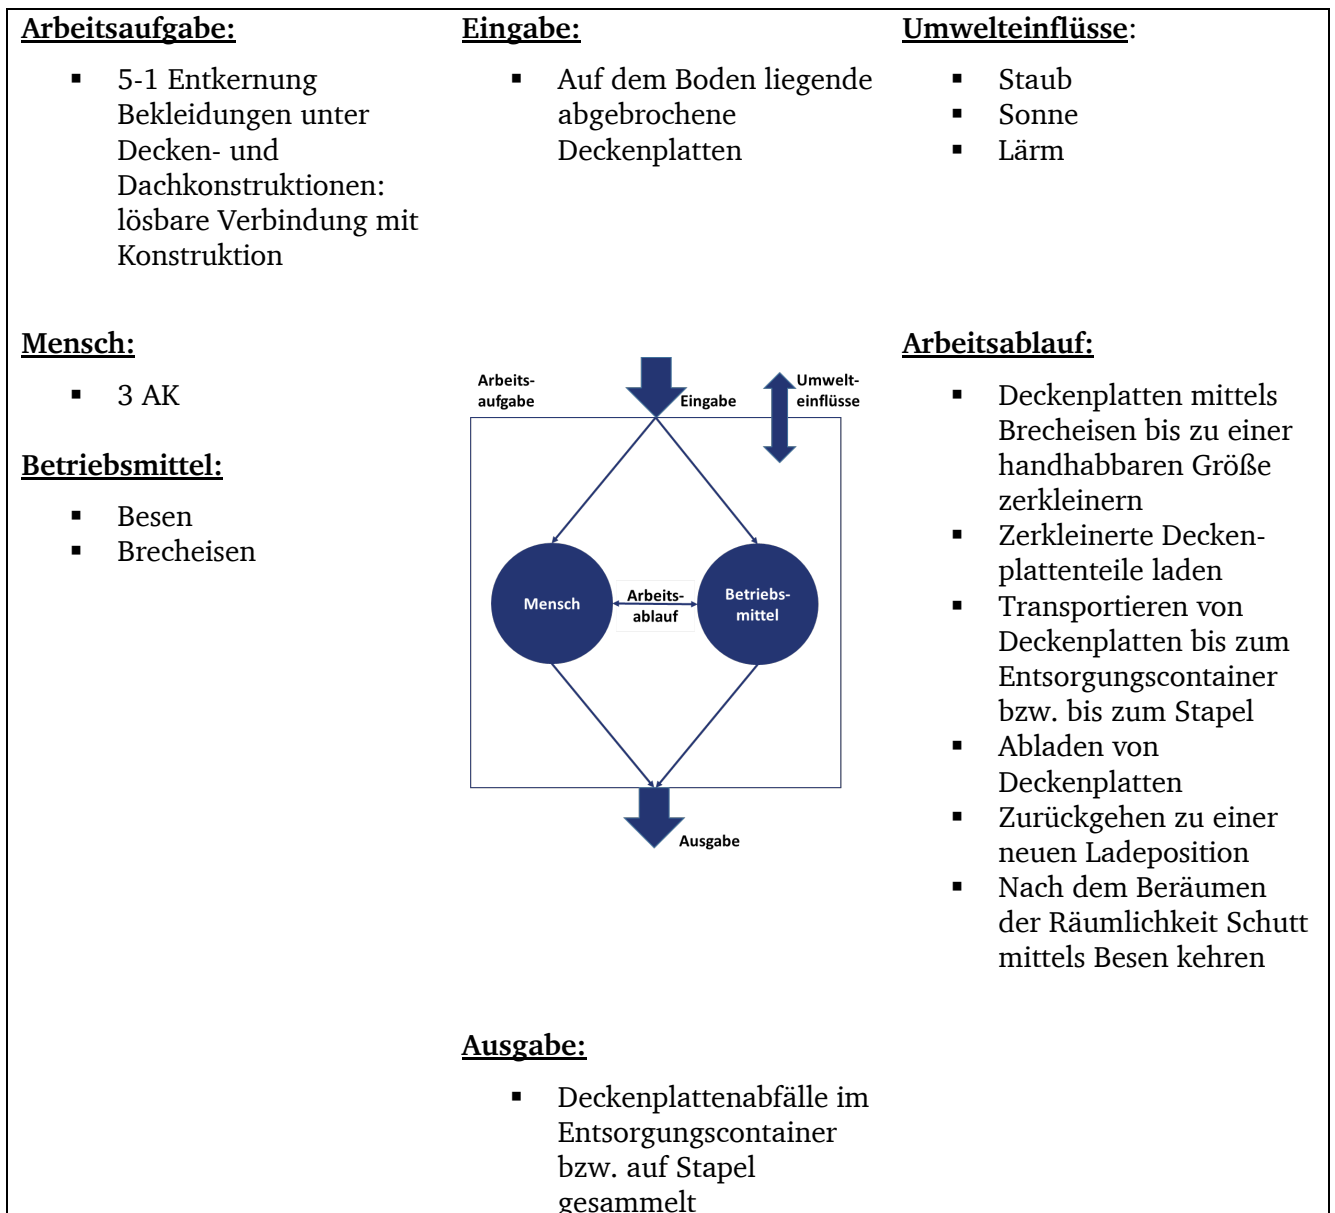 Arbeitsaufgabe:
▪ 5-1 Entkernung
Bekleidungen unter
Decken- und
Dachkonstruktionen:
lösbare Verbindung mit
Konstruktion
Eingabe:
▪ Auf dem Boden liegende
abgebrochene
Deckenplatten
Umwelteinflüsse:
▪ Staub
▪ Sonne
▪ Lärm
Mensch:
▪ 3 AK
Betriebsmittel:
▪ Besen
▪ Brecheisen
Arbeits-
aufgabe
Eingabe
Umwelt-
einflüsse
Mensch
Arbeits-
ablauf
Betriebs-
mittel
Ausgabe
Arbeitsablauf:
▪ Deckenplatten mittels
Brecheisen bis zu einer
handhabbaren Größe
zerkleinern
▪ Zerkleinerte Decken-
plattenteile laden
▪ Transportieren von
Deckenplatten bis zum
Entsorgungscontainer
bzw. bis zum Stapel
▪ Abladen von
Deckenplatten
▪ Zurückgehen zu einer
neuen Ladeposition
▪ Nach dem Beräumen
der Räumlichkeit Schutt
mittels Besen kehren
Ausgabe:
▪ Deckenplattenabfälle im
Entsorgungscontainer
bzw. auf Stapel
gesammelt